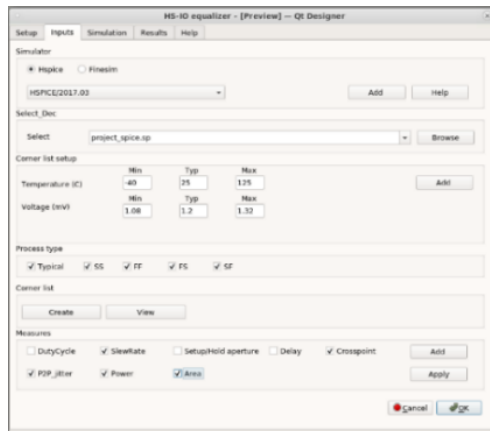 HS-IO equalizer - [Preview] — Qt Designer
Setup Inputs Simulation Results Help
Simulator
Hspice Finesim
HSPICE/2017.03 Add Help
Select_Doc
Select project_spice.sp Browse
Corner list setup
Min Typ Max
Temperature (C) -40 25 125 Add
Min Typ Max
Voltage (mV) 1.08 1.2 1.32
Process type
Typical SS FF FS SF
Corner list
Create View
Measures
DutyCycle SlewRate Setup/Hold aperture Delay Crosspoint Add
P2P_jitter Power Area Apply
Cancel OK